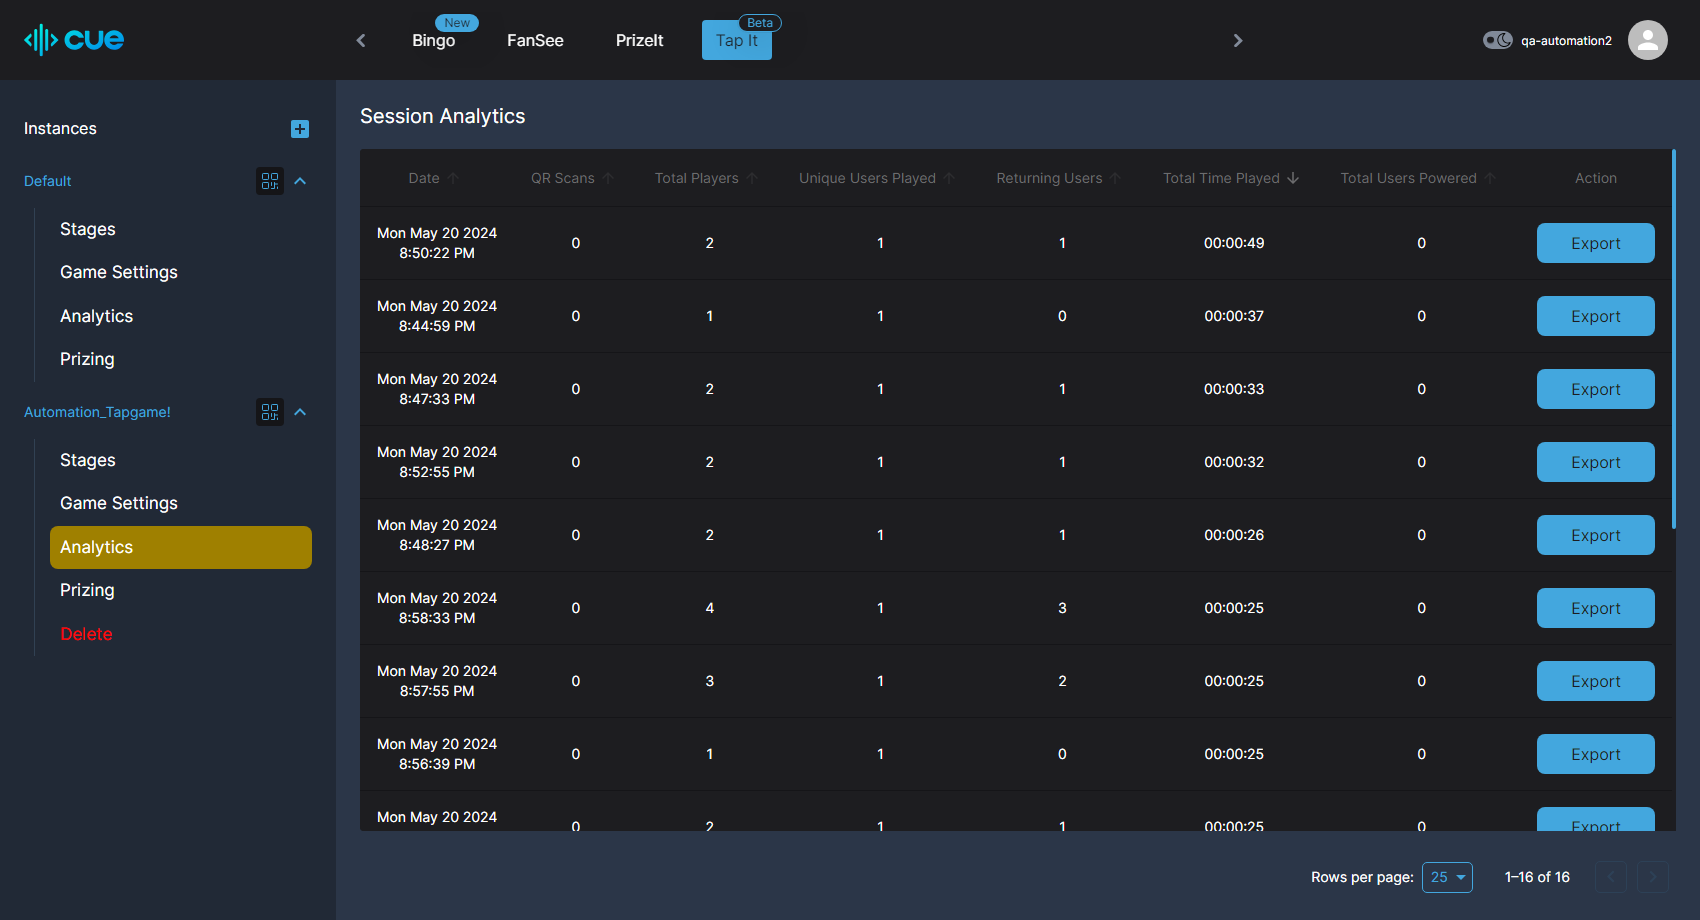 cue
New
Bingo
FanSee
PrizeIt
Beta
Tap It
qa-automation2
Instances
Default
Stages
Game Settings
Analytics
Prizing
Automation_Tapgame!
Stages
Game Settings
Analytics
Prizing
Delete
Session Analytics
Date QR Scans Total Players Unique Users Played Returning Users Total Time Played Total Users Powered Action
Mon May 20 2024
8:50:22 PM 0 2 1 1 00:00:49 0 Export
Mon May 20 2024
8:44:59 PM 0 1 1 0 00:00:37 0 Export
Mon May 20 2024
8:47:33 PM 0 2 1 1 00:00:33 0 Export
Mon May 20 2024
8:52:55 PM 0 2 1 1 00:00:32 0 Export
Mon May 20 2024
8:48:27 PM 0 2 1 1 00:00:26 0 Export
Mon May 20 2024
8:58:33 PM 0 4 1 3 00:00:25 0 Export
Mon May 20 2024
8:57:55 PM 0 3 1 2 00:00:25 0 Export
Mon May 20 2024
8:56:39 PM 0 1 1 0 00:00:25 0 Export
Mon May 20 2024
0 2 1 1 00:00:25 0 Export
Rows per page: 25 1–16 of 16